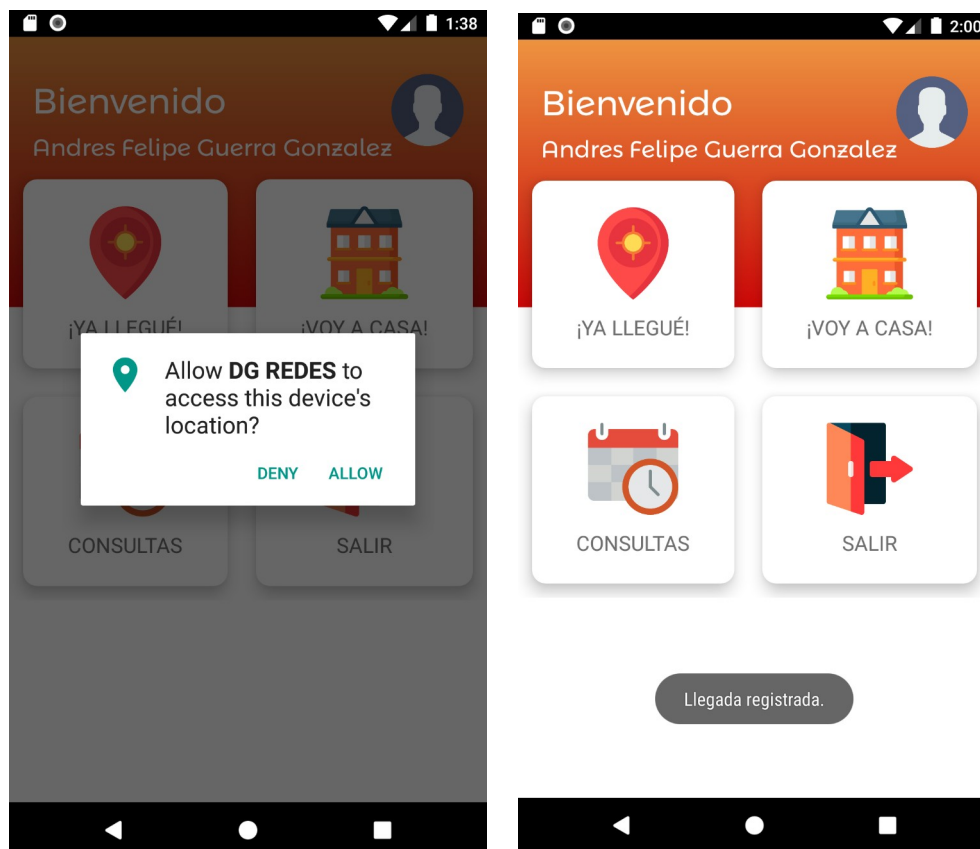 1:38
Bienvenido
Andres Felipe Guerra Gonzalez
¡YA LLEGUÉ!
¡VOY A CASA!
Allow DG REDES to
access this device's
location?
DENY ALLOW
CONSULTAS
SALIR
2:00
Bienvenido
Andres Felipe Guerra Gonzalez
¡YA LLEGUÉ!
¡VOY A CASA!
CONSULTAS
SALIR
Llegada registrada.